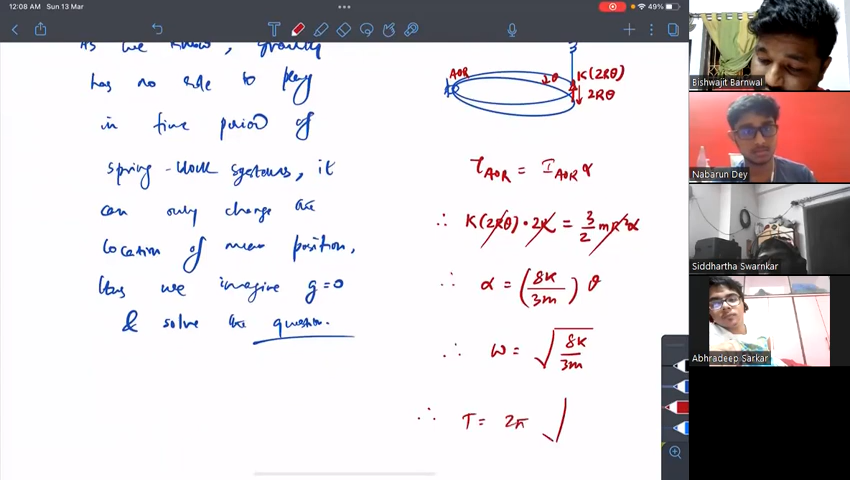 12:08 AM Sun 13 Mar
49%
As we know, gravity
has no role to play
in time period of
spring-block systems, it
can only change the
location of mean position,
thus we imagine g=0
& solve the question.
AOR
θ
K(2Rθ)
2Rθ
τ_AOR = I_AOR α
∴ K(2Rθ)·2R = 3/2 mR²α
∴ α = (8K/3m) θ
∴ ω = √(8K/3m)
∴ T = 2π √
Bishwajit Barnwal
Nabarun Dey
Siddhartha Swarnkar
Abhradeep Sarkar